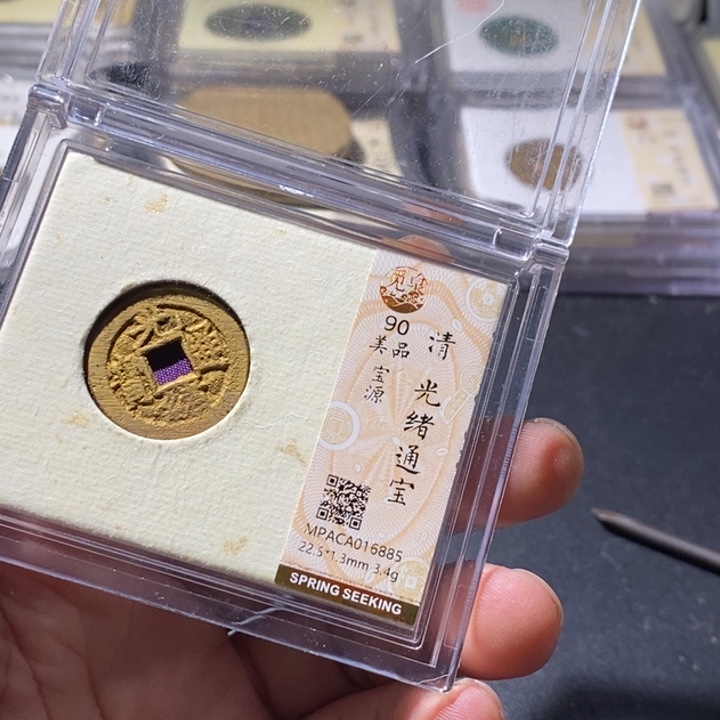 觅泉
90
美品
宝源
清
光绪通宝
MPACA016885
22.5*1.3mm 3.4g
SPRING SEEKING